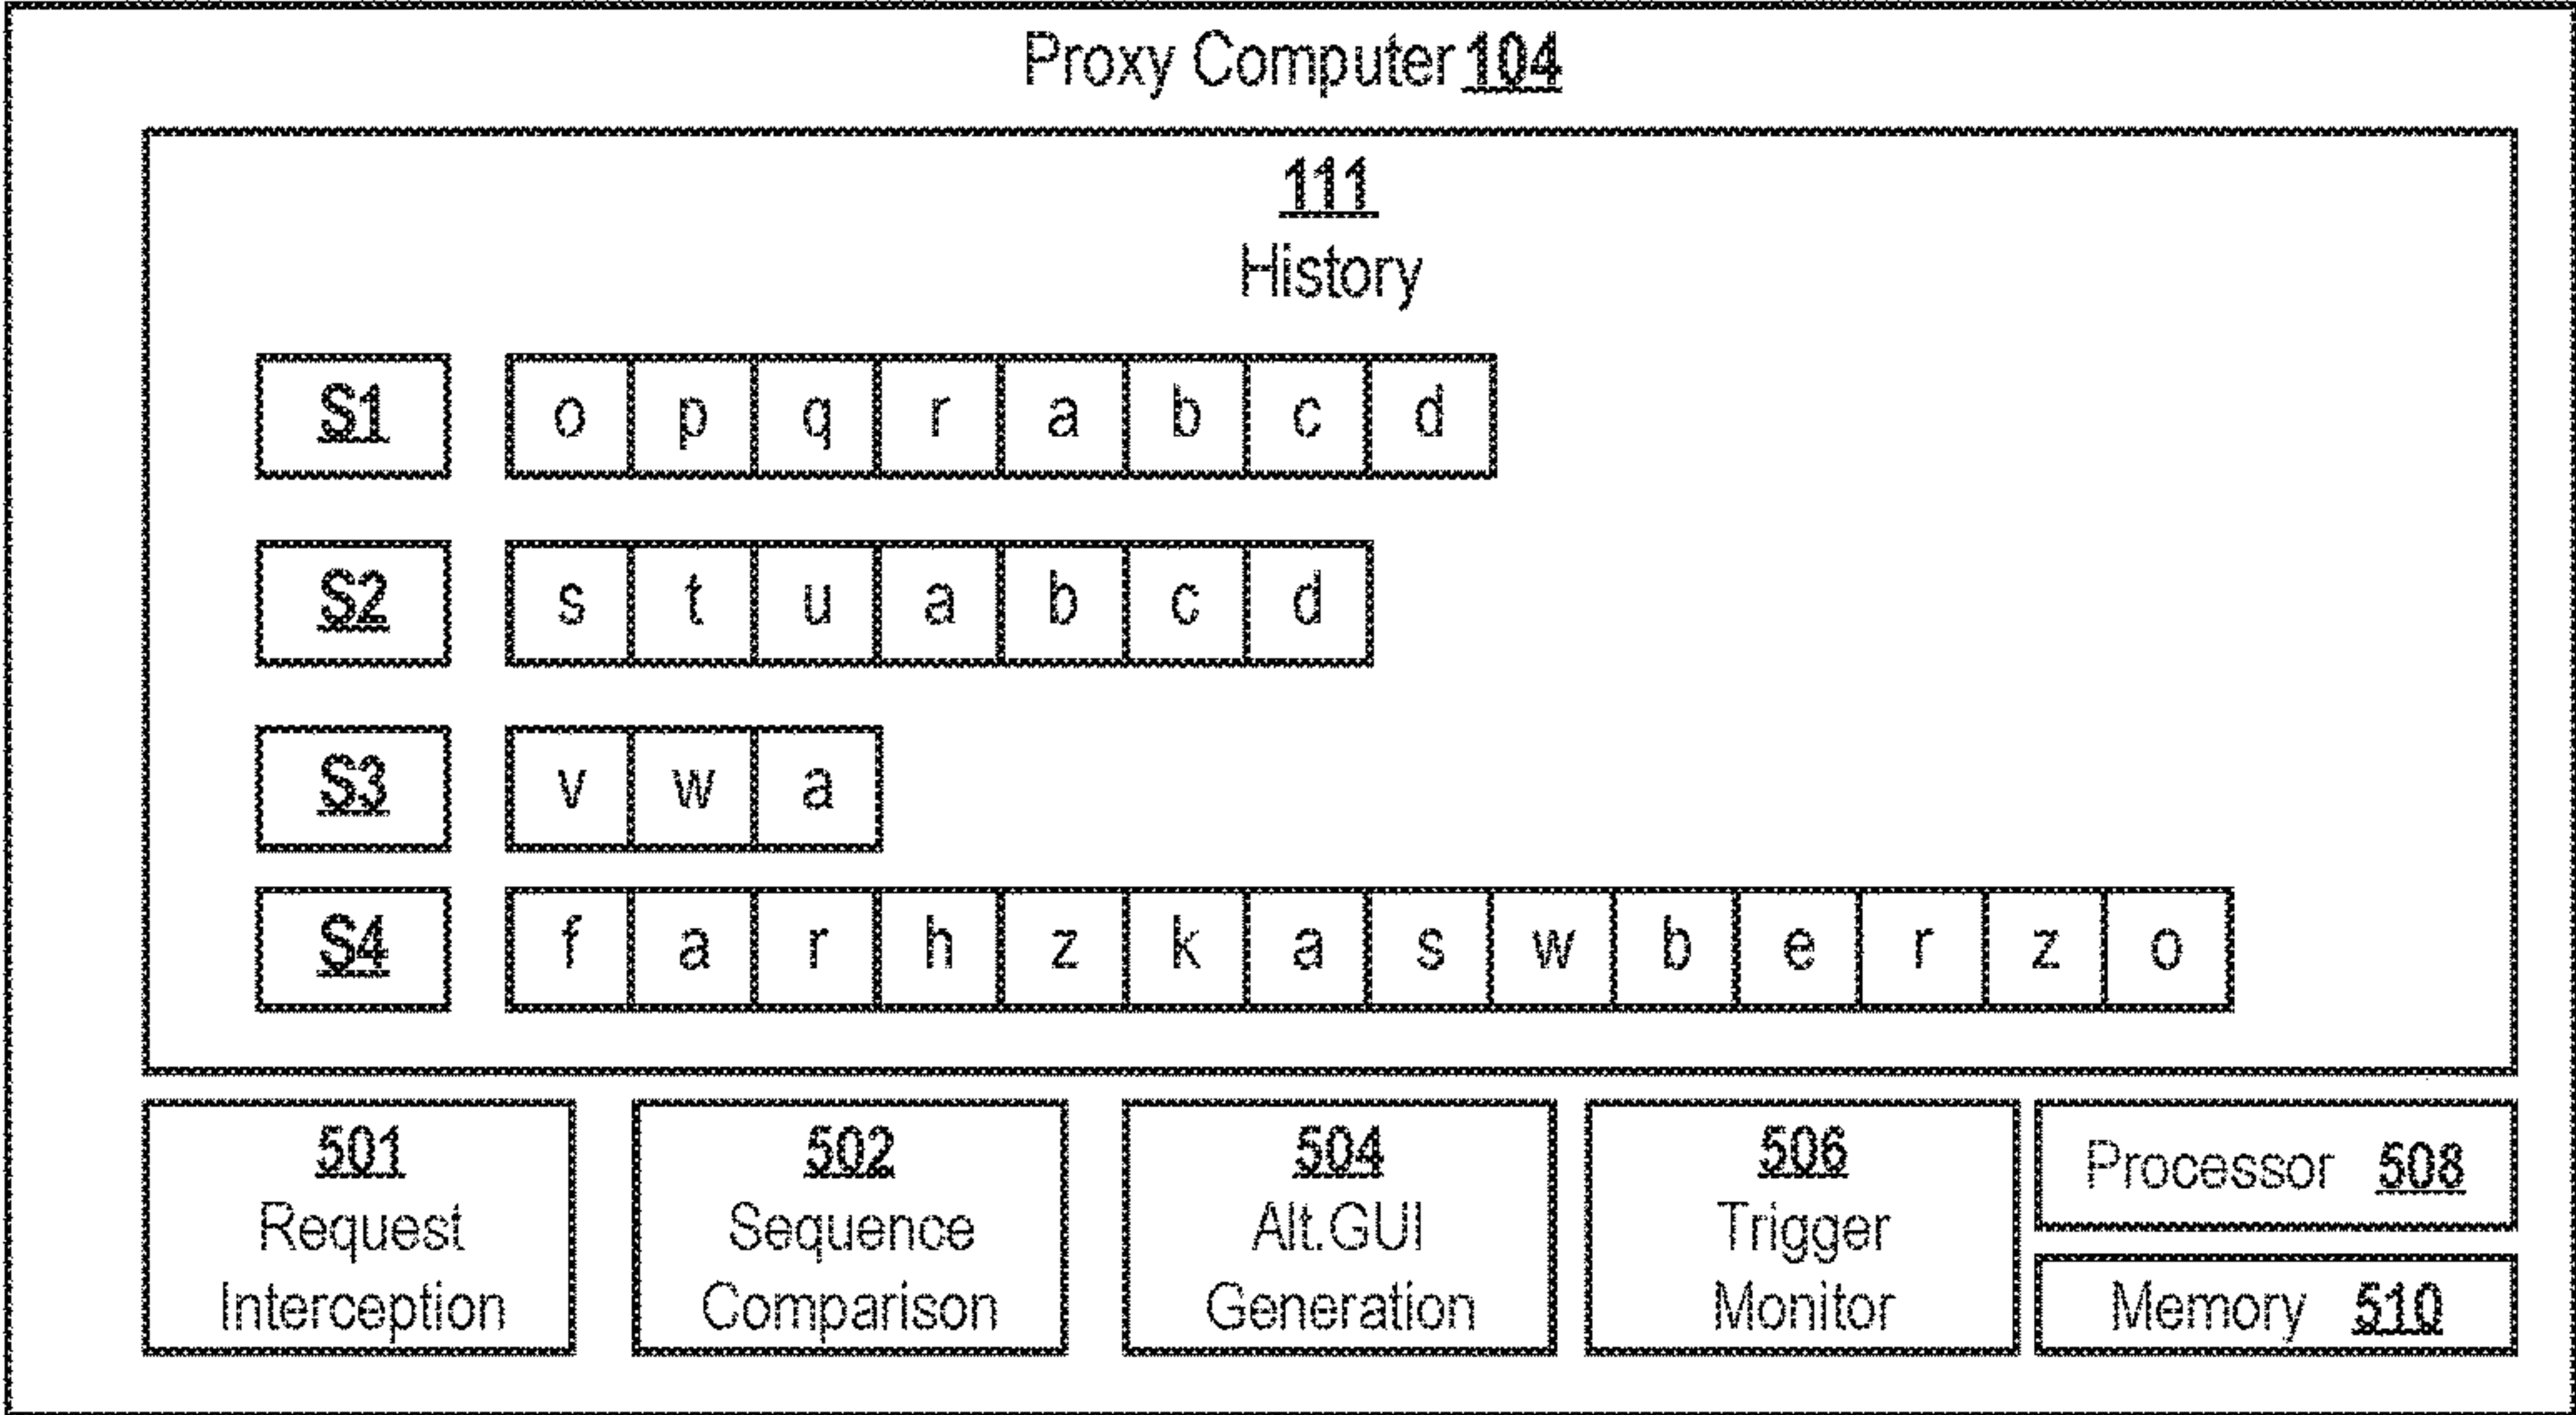 Proxy Computer 104
111
History
S1 o p q r a b c d
S2 s t u a b c d
S3 v w a
S4 f a r h z k a s w b e r z o
501
Request
Interception
502
Sequence
Comparison
504
Alt.GUI
Generation
506
Trigger
Monitor
Processor 508
Memory 510